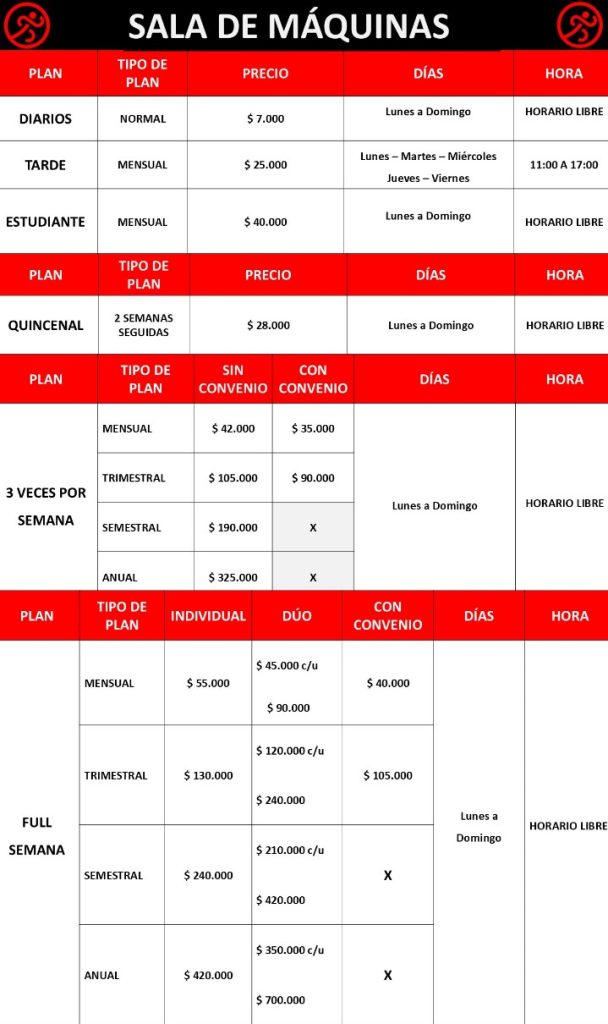 SALA DE MÁQUINAS
PLAN TIPO DE PLAN PRECIO DÍAS HORA
DIARIOS NORMAL $ 7.000 Lunes a Domingo HORARIO LIBRE
TARDE MENSUAL $ 25.000 Lunes – Martes – Miércoles Jueves – Viernes 11:00 A 17:00
ESTUDIANTE MENSUAL $ 40.000 Lunes a Domingo HORARIO LIBRE
PLAN TIPO DE PLAN PRECIO DÍAS HORA
QUINCENAL 2 SEMANAS SEGUIDAS $ 28.000 Lunes a Domingo HORARIO LIBRE
PLAN TIPO DE PLAN SIN CONVENIO CON CONVENIO DÍAS HORA
3 VECES POR SEMANA
MENSUAL $ 42.000 $ 35.000
TRIMESTRAL $ 105.000 $ 90.000
SEMESTRAL $ 190.000 X
ANUAL $ 325.000 X
Lunes a Domingo HORARIO LIBRE
PLAN TIPO DE PLAN INDIVIDUAL DÚO CON CONVENIO DÍAS HORA
FULL SEMANA
MENSUAL $ 55.000 $ 45.000 c/u $ 90.000 $ 40.000
TRIMESTRAL $ 130.000 $ 120.000 c/u $ 240.000 $ 105.000
SEMESTRAL $ 240.000 $ 210.000 c/u $ 420.000 X
ANUAL $ 420.000 $ 350.000 c/u $ 700.000 X
Lunes a Domingo HORARIO LIBRE